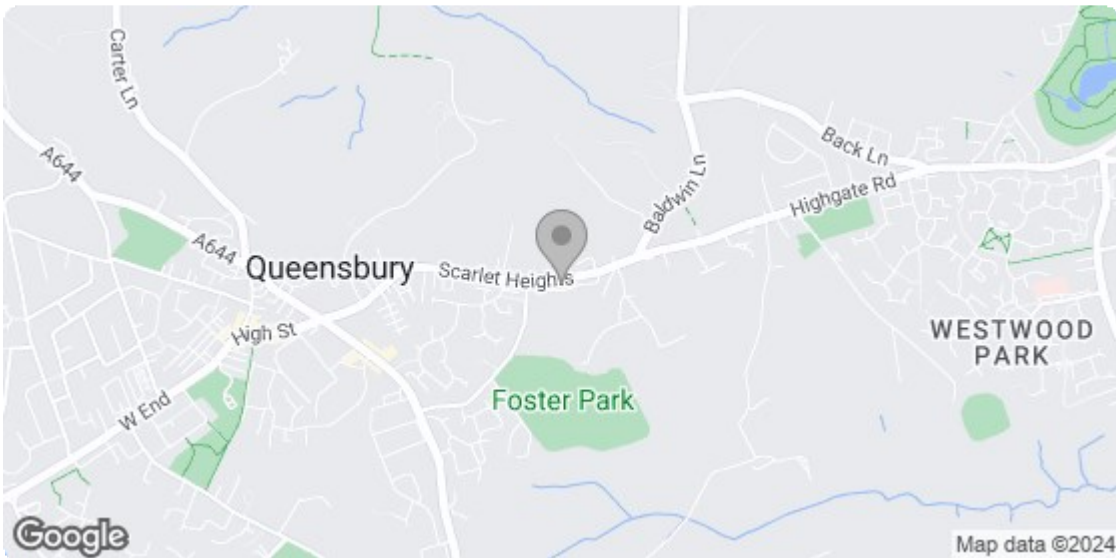 Carter Ln
A644
A644
Queensbury
High St
W End
Scarlet Heights
Baldwin Ln
Highgate Rd
Back Ln
WESTWOOD
PARK
Foster Park
Google
Map data ©2024